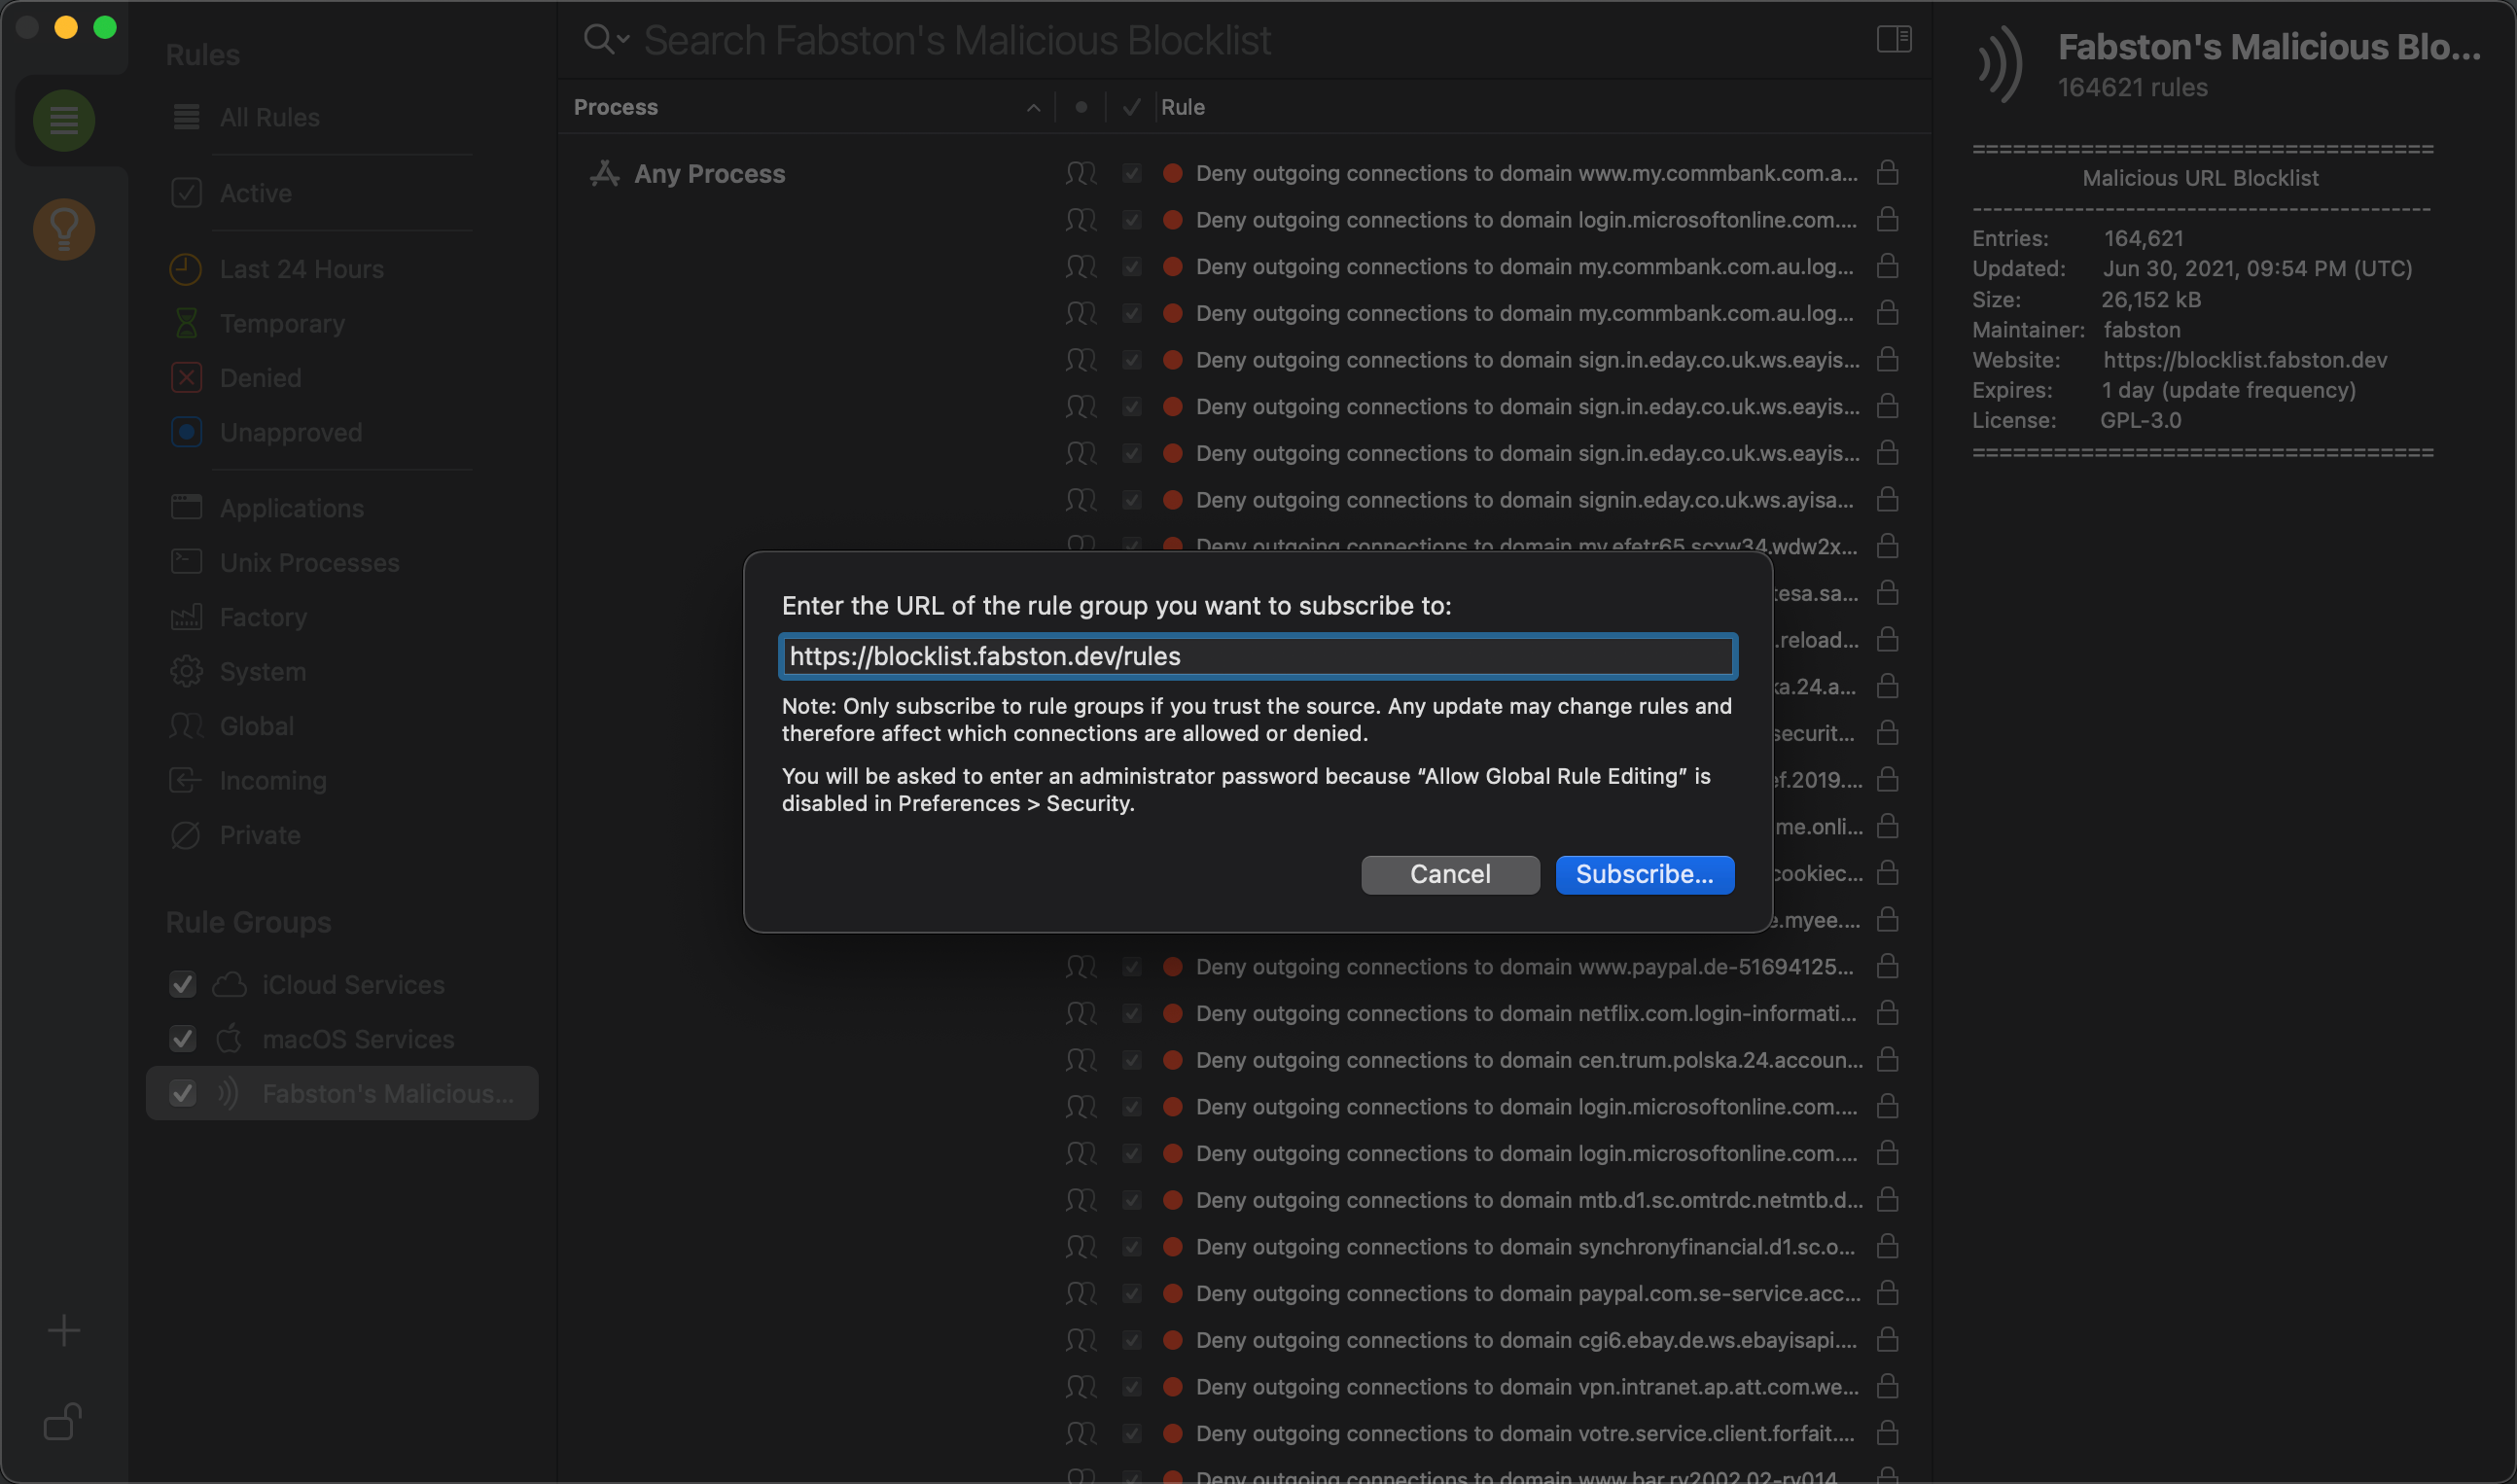 Rules
All Rules
Active
Last 24 Hours
Temporary
Denied
Unapproved
Applications
Unix Processes
Factory
System
Global
Incoming
Private
Rule Groups
iCloud Services
macOS Services
Fabston's Malicious...
Search Fabston's Malicious Blocklist
Process
Rule
Any Process
Deny outgoing connections to domain www.my.commbank.com.a...
Deny outgoing connections to domain login.microsoftonline.com....
Deny outgoing connections to domain my.commbank.com.au.log...
Deny outgoing connections to domain my.commbank.com.au.log...
Deny outgoing connections to domain sign.in.eday.co.uk.ws.eayis...
Deny outgoing connections to domain sign.in.eday.co.uk.ws.eayis...
Deny outgoing connections to domain sign.in.eday.co.uk.ws.eayis...
Deny outgoing connections to domain signin.eday.co.uk.ws.ayisa...
Deny outgoing connections to domain my.efetr65.scxw34.wdw2x...
esa.sa...
.reload...
a.24.a...
securit...
ef.2019....
me.onli...
cookiec...
e.myee....
Deny outgoing connections to domain www.paypal.de-51694125...
Deny outgoing connections to domain netflix.com.login-informati...
Deny outgoing connections to domain cen.trum.polska.24.accoun...
Deny outgoing connections to domain login.microsoftonline.com....
Deny outgoing connections to domain login.microsoftonline.com....
Deny outgoing connections to domain mtb.d1.sc.omtrdc.netmtb.d...
Deny outgoing connections to domain synchronyfinancial.d1.sc.o...
Deny outgoing connections to domain paypal.com.se-service.acc...
Deny outgoing connections to domain cgi6.ebay.de.ws.ebayisapi....
Deny outgoing connections to domain vpn.intranet.ap.att.com.we...
Deny outgoing connections to domain votre.service.client.forfait....
Deny outgoing connections to domain www.bar.ry2002.02-ry014
Enter the URL of the rule group you want to subscribe to:
https://blocklist.fabston.dev/rules
Note: Only subscribe to rule groups if you trust the source. Any update may change rules and
therefore affect which connections are allowed or denied.
You will be asked to enter an administrator password because “Allow Global Rule Editing” is
disabled in Preferences > Security.
Cancel
Subscribe...
Fabston's Malicious Blo...
164621 rules
==================================
Malicious URL Blocklist
---------------------------------------------
Entries: 164,621
Updated: Jun 30, 2021, 09:54 PM (UTC)
Size: 26,152 kB
Maintainer: fabston
Website: https://blocklist.fabston.dev
Expires: 1 day (update frequency)
License: GPL-3.0
==================================